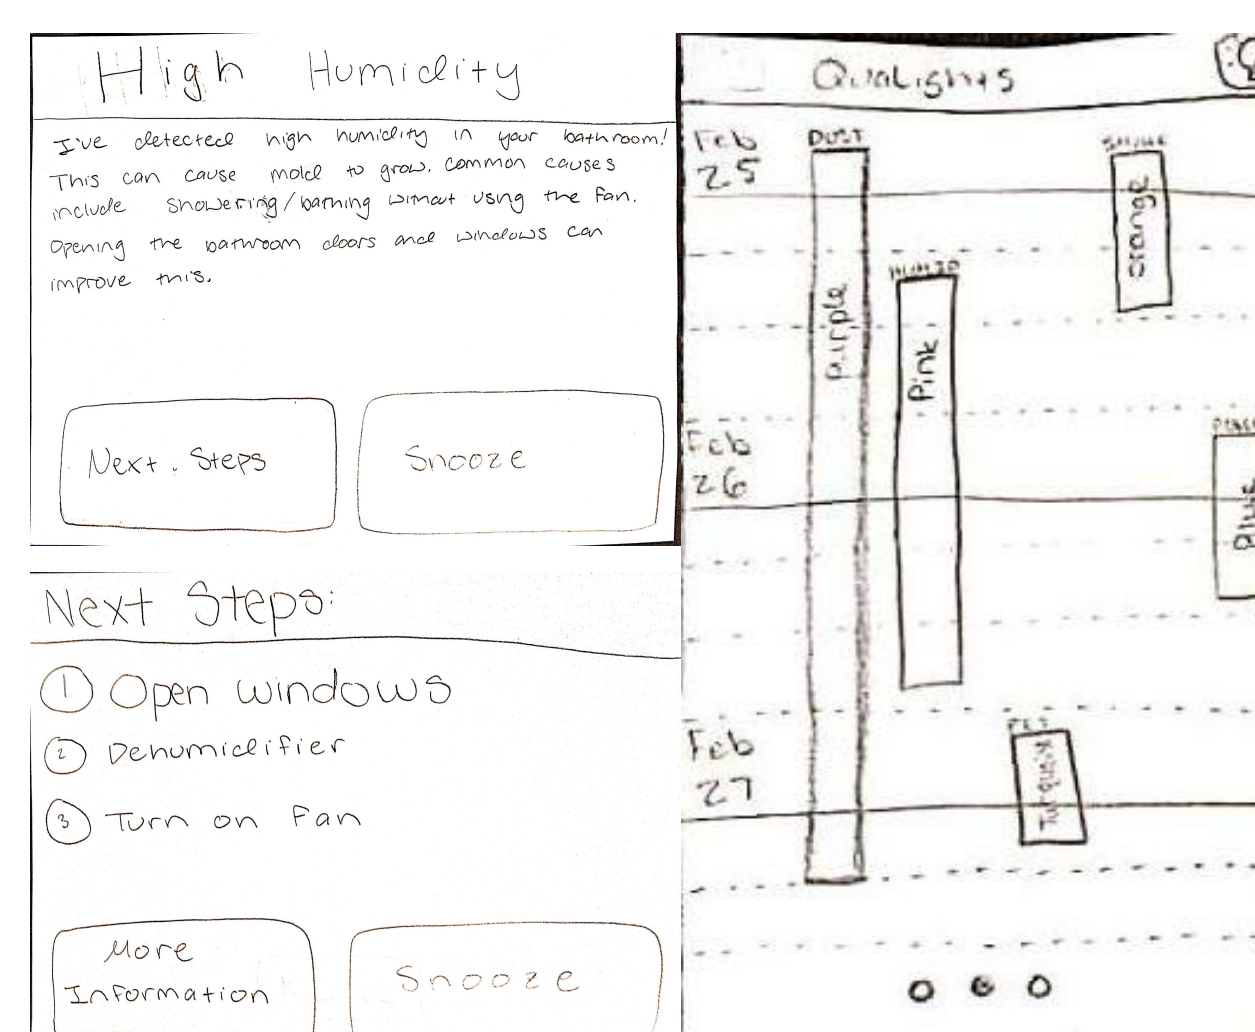 High Humidity
I've detected high humidity in your bathroom!
This can cause mold to grow. Common causes
include showering/bathing without using the fan.
Opening the bathroom doors and windows can
improve this.
Next. Steps
Snooze
Next Steps:
1 Open windows
2 Dehumidifier
3 Turn on Fan
More
Information
Snooze
QuaLights
Feb
25
DUST
purple
HUMID
Pink
SMOKE
orange
Feb
26
Blue
Feb
27
PET
Turquoise